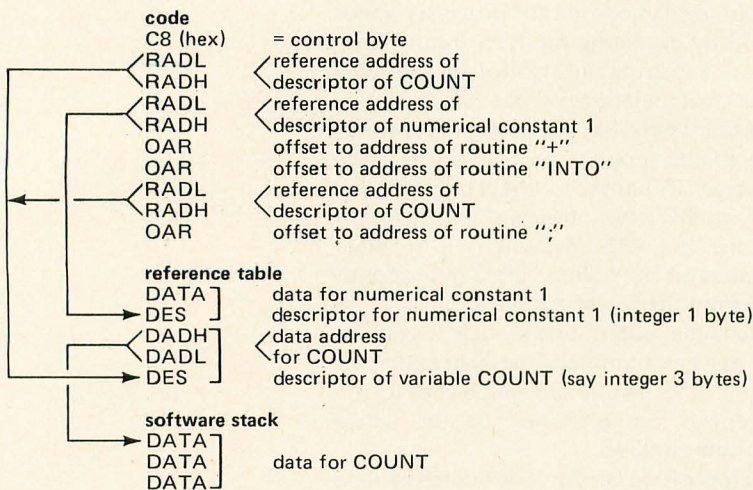 code
C8 (hex) = control byte
RADL reference address of
RADH descriptor of COUNT
RADL reference address of
RADH descriptor of numerical constant 1
OAR offset to address of routine "+"
OAR offset to address of routine "INTO"
RADL reference address of
RADH descriptor of COUNT
OAR offset to address of routine ";"
reference table
DATA data for numerical constant 1
DES descriptor for numerical constant 1 (integer 1 byte)
DADH data address
DADL for COUNT
DES descriptor of variable COUNT (say integer 3 bytes)
software stack
DATA
DATA data for COUNT
DATA